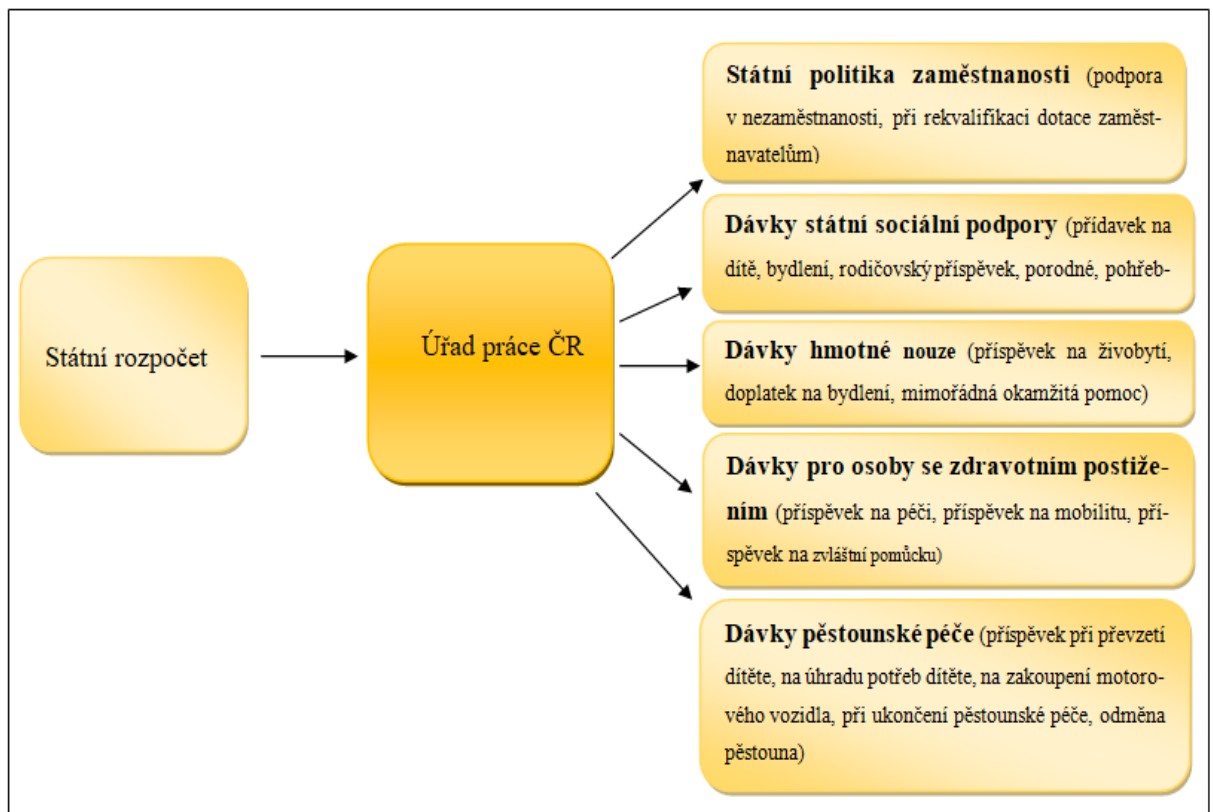 Státní rozpočet
Úřad práce ČR
Státní politika zaměstnanosti (podpora
v nezaměstnanosti, při rekvalifikaci dotace zaměst-
navatelům)
Dávky státní sociální podpory (přídavek na
dítě, bydlení, rodičovský příspěvek, porodné, pohřeb-
Dávky hmotné nouze (příspěvek na živobytí,
doplatek na bydlení, mimořádná okamžitá pomoc)
Dávky pro osoby se zdravotním postiže-
ním (příspěvek na péči, příspěvek na mobilitu, pří-
spěvek na zvláštní pomůcku)
Dávky pěstounské péče (příspěvek při převzetí
dítěte, na úhradu potřeb dítěte, na zakoupení motoro-
vého vozidla, při ukončení pěstounské péče, odměna
pěstouna)